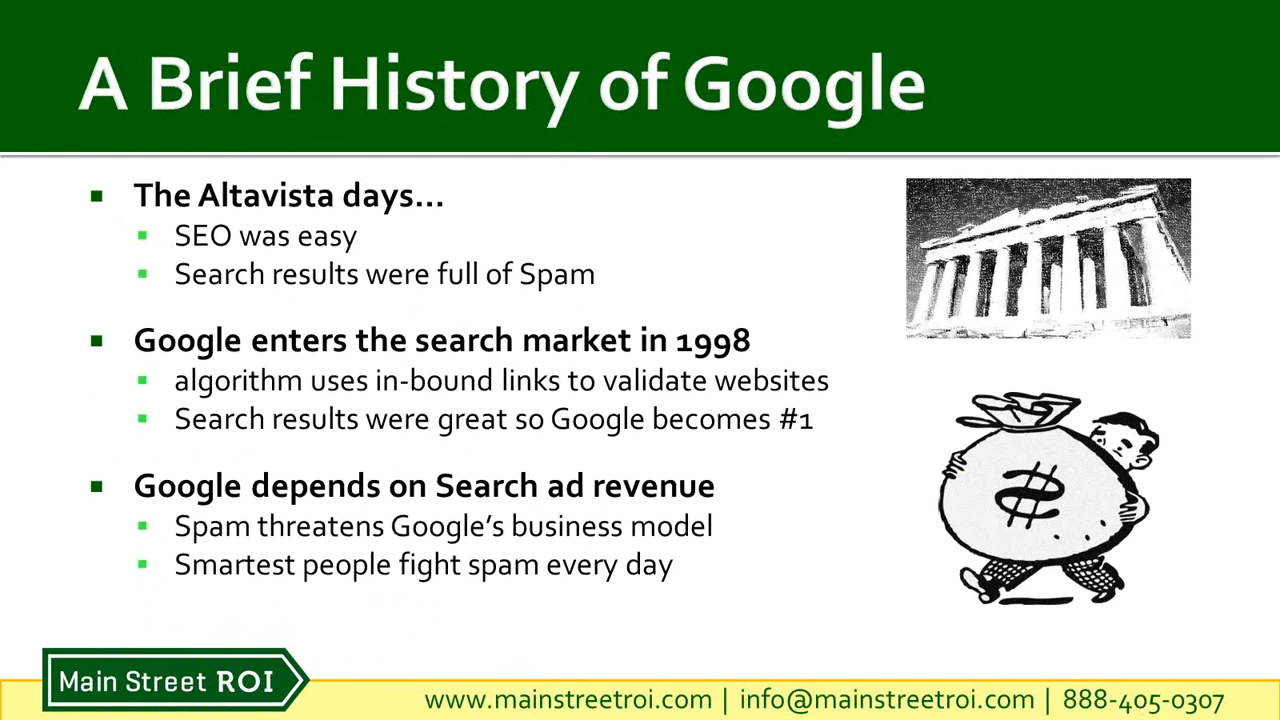 A Brief History of Google
The Altavista days...
SEO was easy
Search results were full of Spam
Google enters the search market in 1998
algorithm uses in-bound links to validate websites
Search results were great so Google becomes #1
Google depends on Search ad revenue
Spam threatens Google’s business model
Smartest people fight spam every day
Main Street ROI
www.mainstreetroi.com | info@mainstreetroi.com | 888-405-0307